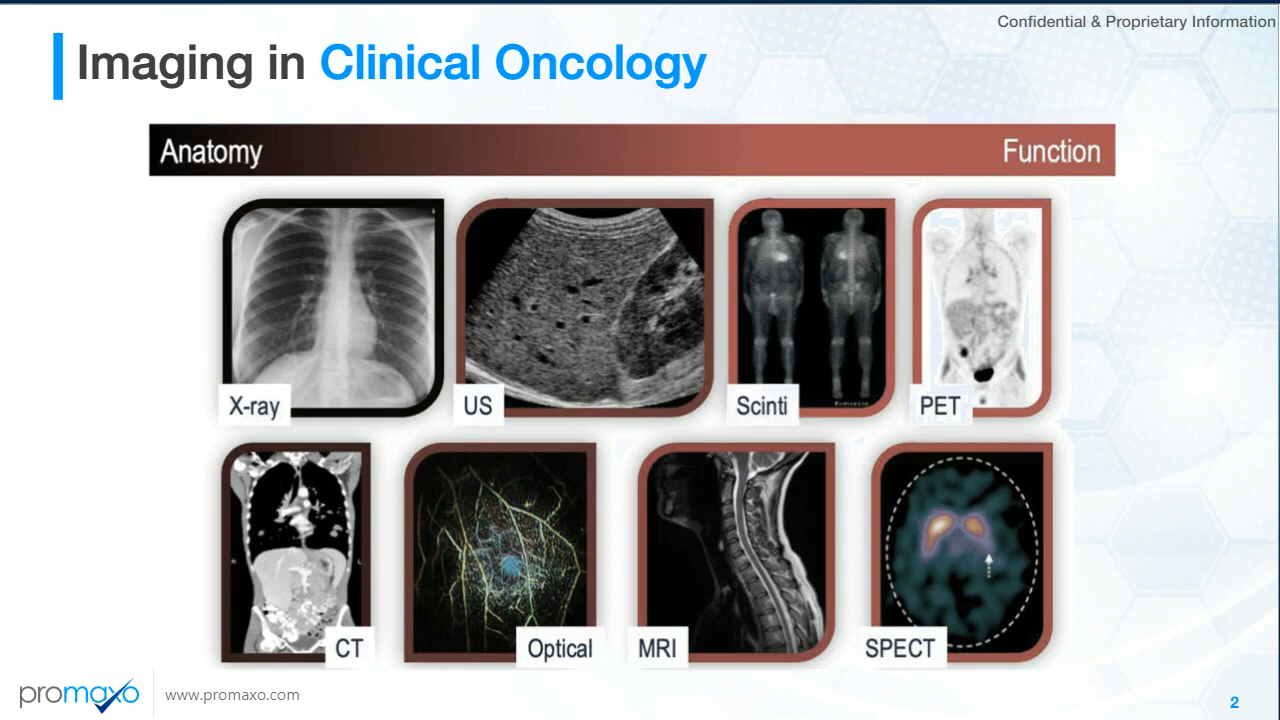 Confidential & Proprietary Information
Imaging in Clinical Oncology
Anatomy
Function
X-ray
US
Scinti
PET
CT
Optical
MRI
SPECT
promaxo
www.promaxo.com
2